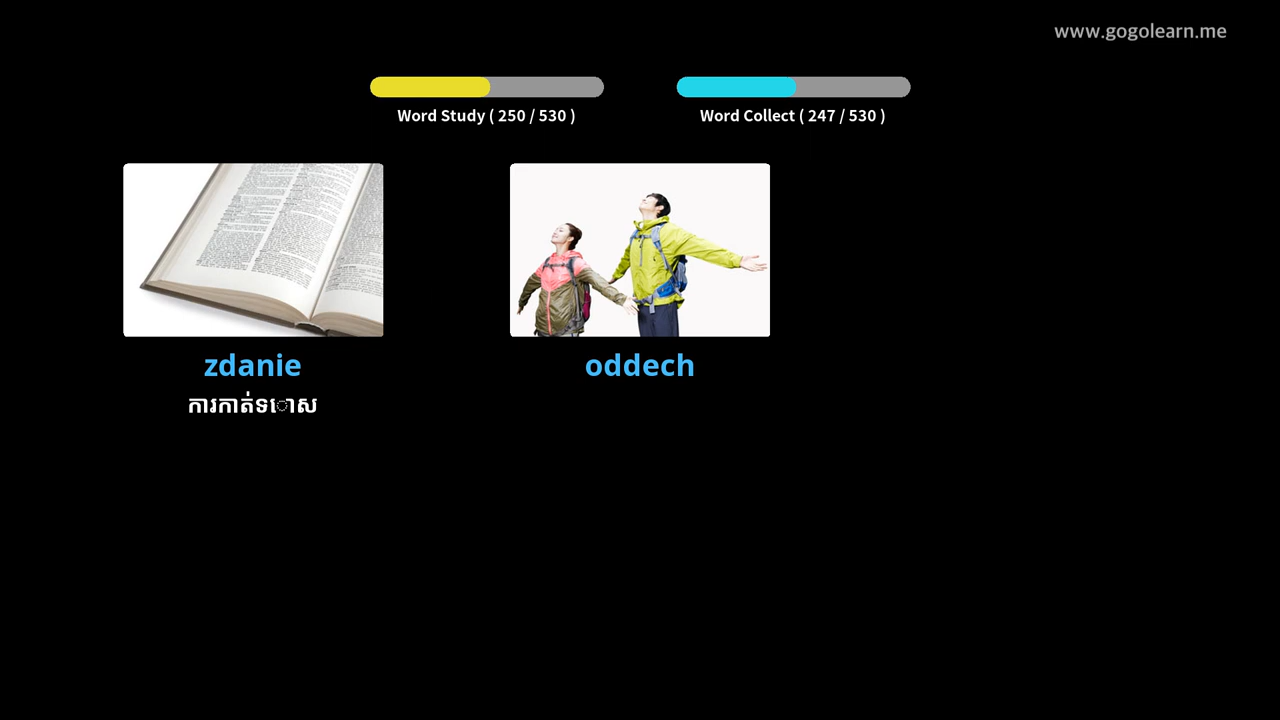 www.gogolearn.me
Word Study ( 250 / 530 )
Word Collect ( 247 / 530 )
zdanie
ការកាត់ទោស
oddech